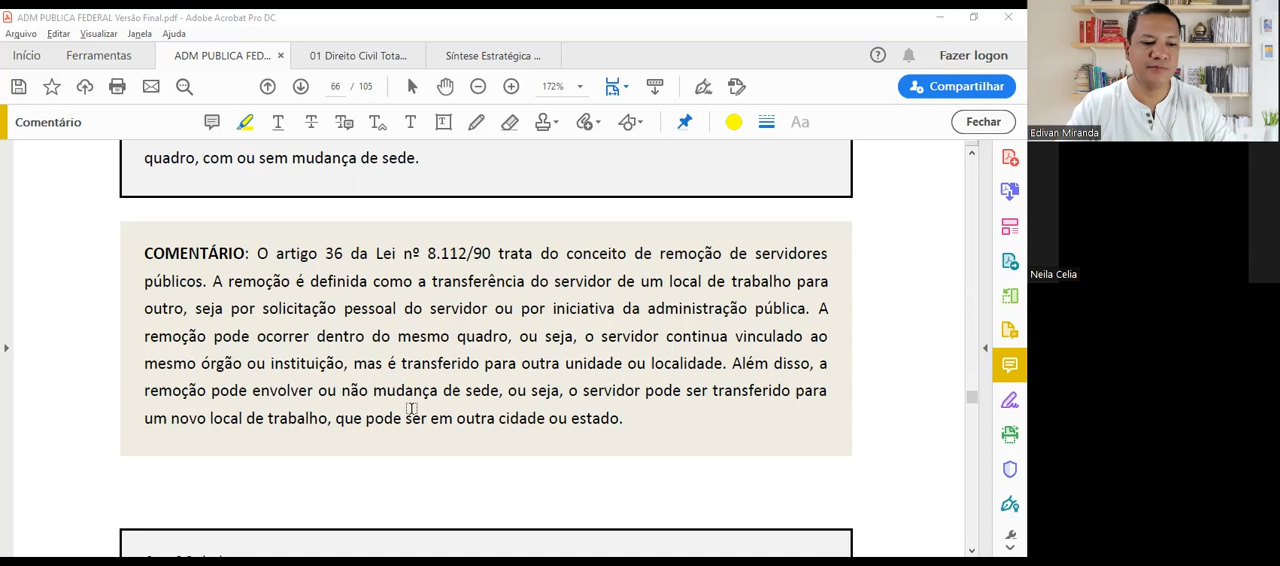 ADM PUBLICA FEDERAL Versão Final.pdf - Adobe Acrobat Pro DC
Arquivo Editar Visualizar Janela Ajuda
Início Ferramentas ADM PUBLICA FED... × 01 Direito Civil Tota... Síntese Estratégica ... Fazer logon
66 / 105 172% Compartilhar
Comentário Aa Fechar
Edivan Miranda
Neila Celia
quadro, com ou sem mudança de sede.
COMENTÁRIO: O artigo 36 da Lei nº 8.112/90 trata do conceito de remoção de servidores
públicos. A remoção é definida como a transferência do servidor de um local de trabalho para
outro, seja por solicitação pessoal do servidor ou por iniciativa da administração pública. A
remoção pode ocorrer dentro do mesmo quadro, ou seja, o servidor continua vinculado ao
mesmo órgão ou instituição, mas é transferido para outra unidade ou localidade. Além disso, a
remoção pode envolver ou não mudança de sede, ou seja, o servidor pode ser transferido para
um novo local de trabalho, que pode ser em outra cidade ou estado.